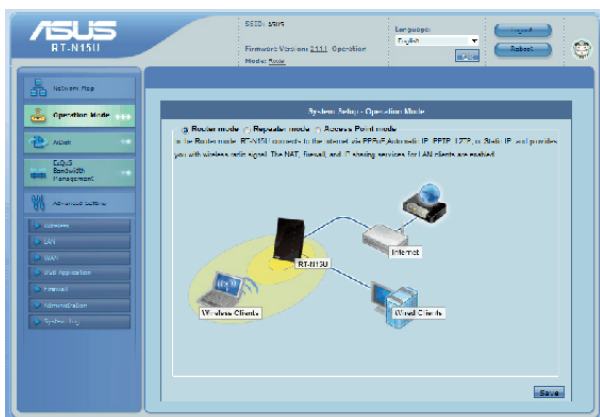 ASUS
RT-N15U
SSID: ASUS
Firmware Version: Operation
Mode:
Language:
English
Logout
Reboot
Network Map
Operation Mode
AiDisk
EzQoS
Bandwidth
Management
Advanced Setting
Wireless
LAN
WAN
USB Application
Firewall
Administration
System Log
System Setup - Operation Mode
Router mode Repeater mode Access Point mode
In the Router mode, RT-N15U connects to the internet via PPPoE, Automatic IP, PPTP, L2TP, or Static IP and provides
you with wireless radio signal. The NAT, firewall, and IP sharing services for LAN clients are enabled.
RT-N15U
Internet
Wireless Clients
Wired Clients
Save